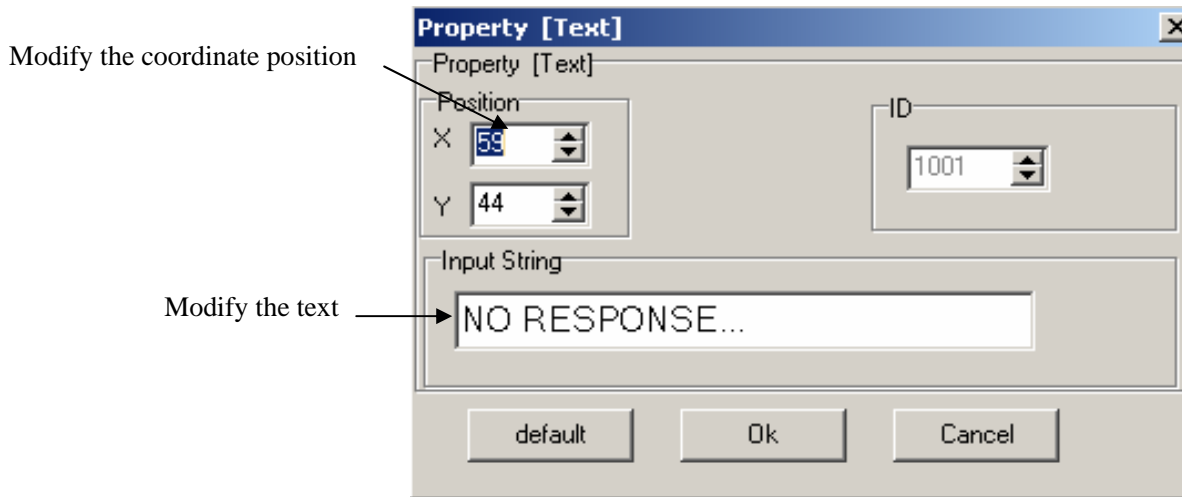 Property [Text]
Modify the coordinate position
Property [Text]
Position
ID
X 59
1001
Y 44
Input String
Modify the text
NO RESPONSE...
default Ok Cancel